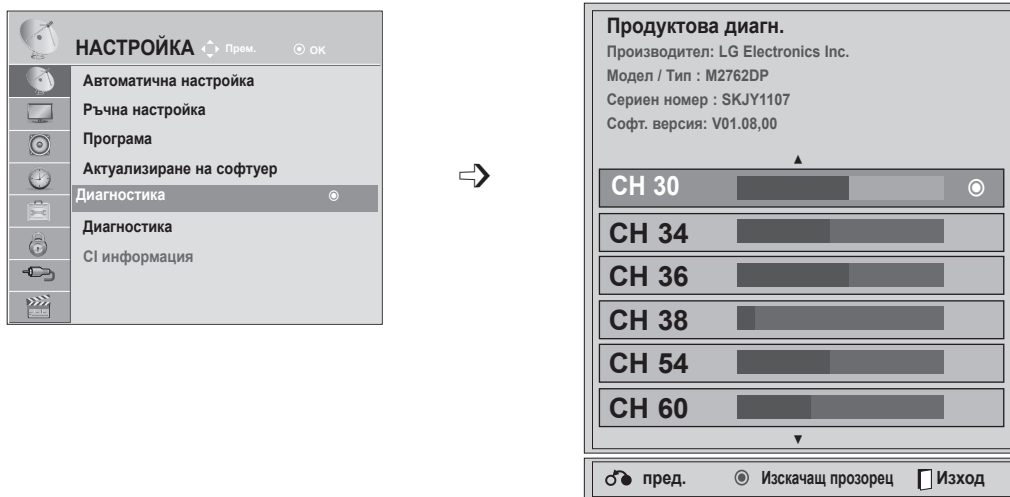 НАСТРОЙКА Прем. OK
Автоматична настройка
Ръчна настройка
Програма
Актуализиране на софтуер
Диагностика
Диагностика
CI информация
Продуктова диагн.
Производител: LG Electronics Inc.
Модел / Тип : M2762DP
Сериен номер : SKJY1107
Софт. версия: V01.08,00
CH 30
CH 34
CH 36
CH 38
CH 54
CH 60
пред. Изскачащ прозорец Изход